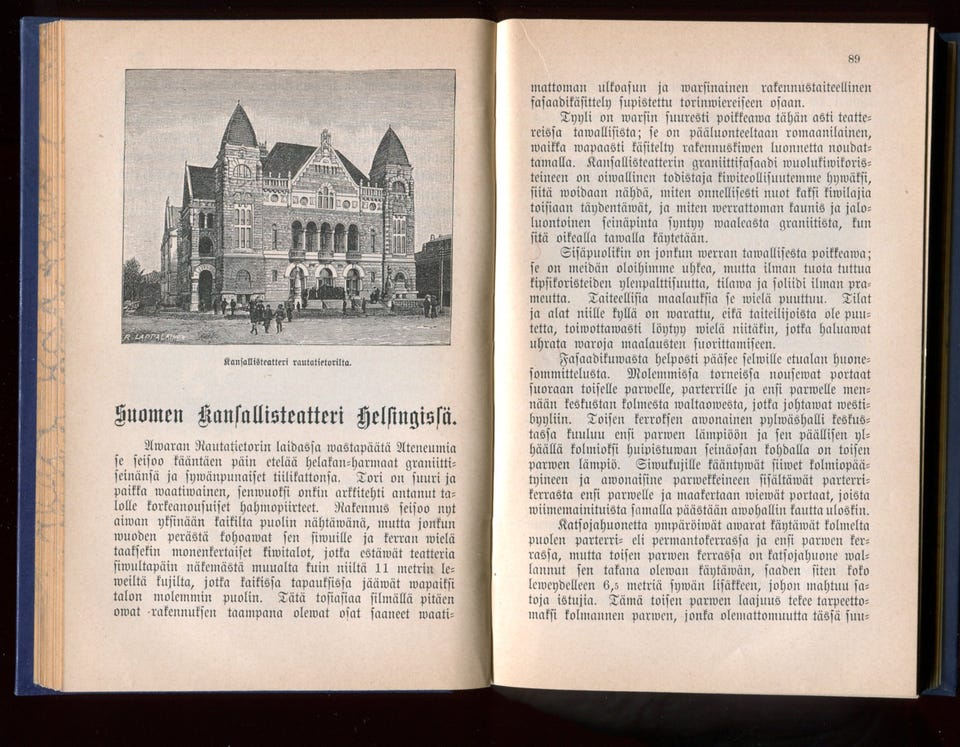 R. LAPPALAINEN
Kansallisteatteri rautatietorilta.
Suomen Kansallisteatteri Helsingissä.
Awaran Rautatietorin laidassa wastapäätä Ateneumia
se seisoo kääntäen päin etelää helakan-harmaat graniitti-
seinänsä ja sywänpunaiset tiilikattonsa. Tori on suuri ja
paikka waatiwainen, senwuoksi onkin arkkitehti antanut ta-
lolle korkeanousuiset hahmopiirteet. Rakennus seisoo nyt
aiwan yksinään kaikilta puolin nähtäwänä, mutta jonkun
wuoden perästä kohoawat sen siwuille ja kerran wielä
taaksekin monenkertaiset kiwitalot, jotka estäwät teatteria
siwultapäin näkemästä muualta kuin niiltä 11 metrin le-
weiltä kujilta, jotka kaikissa tapauksissa jääwät wapaiksi
talon molemmin puolin. Tätä tosiasiaa silmällä pitäen
owat rakennuksen taampana olewat osat saaneet waati-
89
mattoman ulkoasun ja warsinainen rakennustaiteellinen
fasaadikäsittely supistettu torinwiereiseen osaan.
Tyyli on warsin suuresti poikkeawa tähän asti teatte-
reissa tawallisista; se on pääluonteeltaan romaanilainen,
waikka wapaasti käsitelty rakennuskiwen luonnetta noudat-
tamalla. Kansallisteatterin graniittifasaadi wuolukiwikoris-
teineen on oiwallinen todistaja kiwiteollisuutemme hywäksi,
siitä woidaan nähdä, miten onnellisesti nuot kaksi kiwilajia
toisiaan täydentäwät, ja miten werrattoman kaunis ja jalo-
luontoinen seinäpinta syntyy waaleasta graniitista, kun
sitä oikealla tawalla käytetään.
Sisäpuolikin on jonkun werran tawallisesta poikkeawa;
se on meidän oloihimme uhkea, mutta ilman tuota tuttua
kipsikoristeiden ylenpalttisuutta, tilawa ja soliidi ilman pra-
meutta. Taiteellisia maalauksia se wielä puuttuu. Tilat
ja alat niille kyllä on warattu, eikä taiteilijoista ole puu-
tetta, toiwottawasti löytyy wielä niitäkin, jotka haluawat
uhrata waroja maalausten suorittamiseen.
Fasaadikuwasta helposti pääsee selwille etualan huone-
sommittelusta. Molemmissa torneissa nousewat portaat
suoraan toiselle parwelle, parterrille ja ensi parwelle men-
nään keskustan kolmesta waltaowesta, jotka johtawat westi-
byyliin. Toisen kerroksen awonainen pylwäshalli keskus-
tassa kuuluu ensi parwen lämpiöön ja sen päällisen yl-
häällä kolmioksi huipistuwan seinäosan kohdalla on toisen
parwen lämpiö. Siwukujille kääntywät siiwet kolmiopää-
tyineen ja awonaisine parwekkeineen sisältäwät parterri-
kerrasta ensi parwelle ja maakertaan wiewät portaat, joista
wiimemainituista samalla päästään awohallin kautta uloskin.
Katsojahuonetta ympäröiwät awarat käytäwät kolmelta
puolen parterri- eli permantokerrassa ja ensi parwen ker-
rassa, mutta toisen parwen kerrassa on katsojahuone wal-
lannut sen takana olewan käytäwän, saaden siten koko
leweydelleen 6,5 metriä sywän lisäkkeen, johon mahtuu sa-
toja istujia. Tämä toisen parwen laajuus tekee tarpeetto-
maksi kolmannen parwen, jonka olemattomuutta tässä suu-